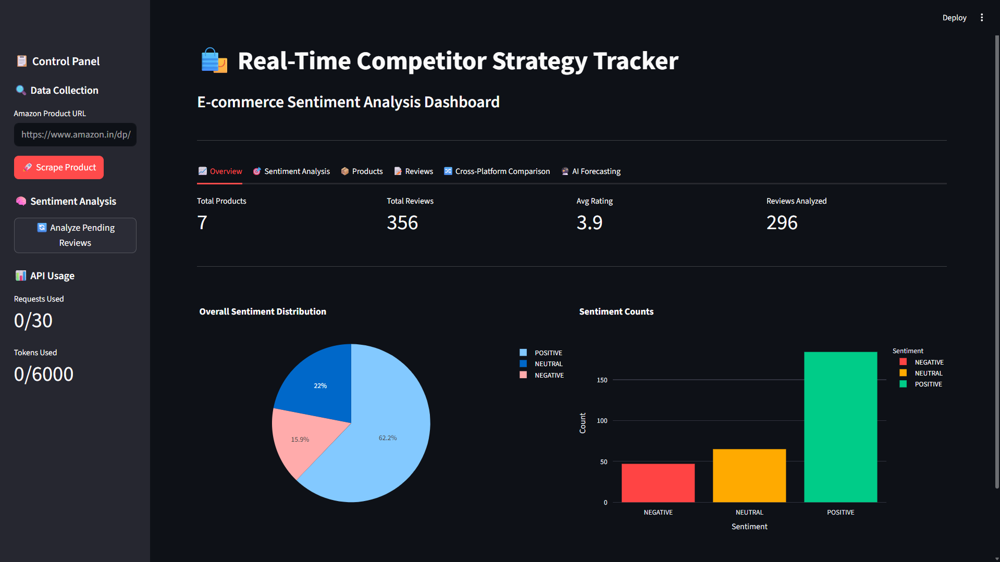 Deploy
Control Panel
Data Collection
Amazon Product URL
https://www.amazon.in/dp/
Scrape Product
Sentiment Analysis
Analyze Pending
Reviews
API Usage
Requests Used
0/30
Tokens Used
0/6000
Real-Time Competitor Strategy Tracker
E-commerce Sentiment Analysis Dashboard
Overview Sentiment Analysis Products Reviews Cross-Platform Comparison AI Forecasting
Total Products Total Reviews Avg Rating Reviews Analyzed
7 356 3.9 296
Overall Sentiment Distribution
POSITIVE
NEUTRAL
NEGATIVE
22%
15.9%
62.2%
Sentiment Counts
Sentiment
NEGATIVE
NEUTRAL
POSITIVE
150
100
50
0
Count
NEGATIVE NEUTRAL POSITIVE
Sentiment